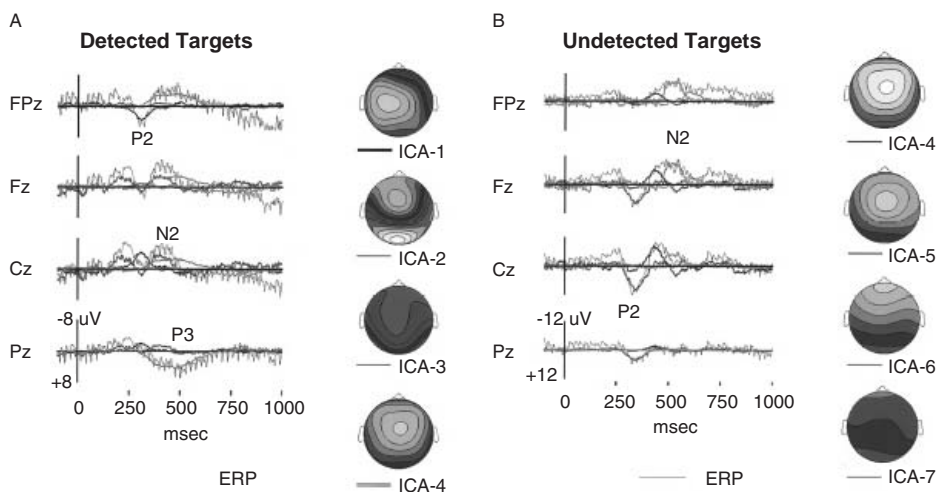 A
Detected Targets
FPz
P2
Fz
N2
Cz
-8 uV
P3
Pz
+8
0 250 500 750 1000
msec
ERP
ICA-1
ICA-2
ICA-3
ICA-4
B
Undetected Targets
FPz
N2
Fz
Cz
P2
-12 uV
Pz
+12
0 250 500 750 1000
msec
ERP
ICA-4
ICA-5
ICA-6
ICA-7